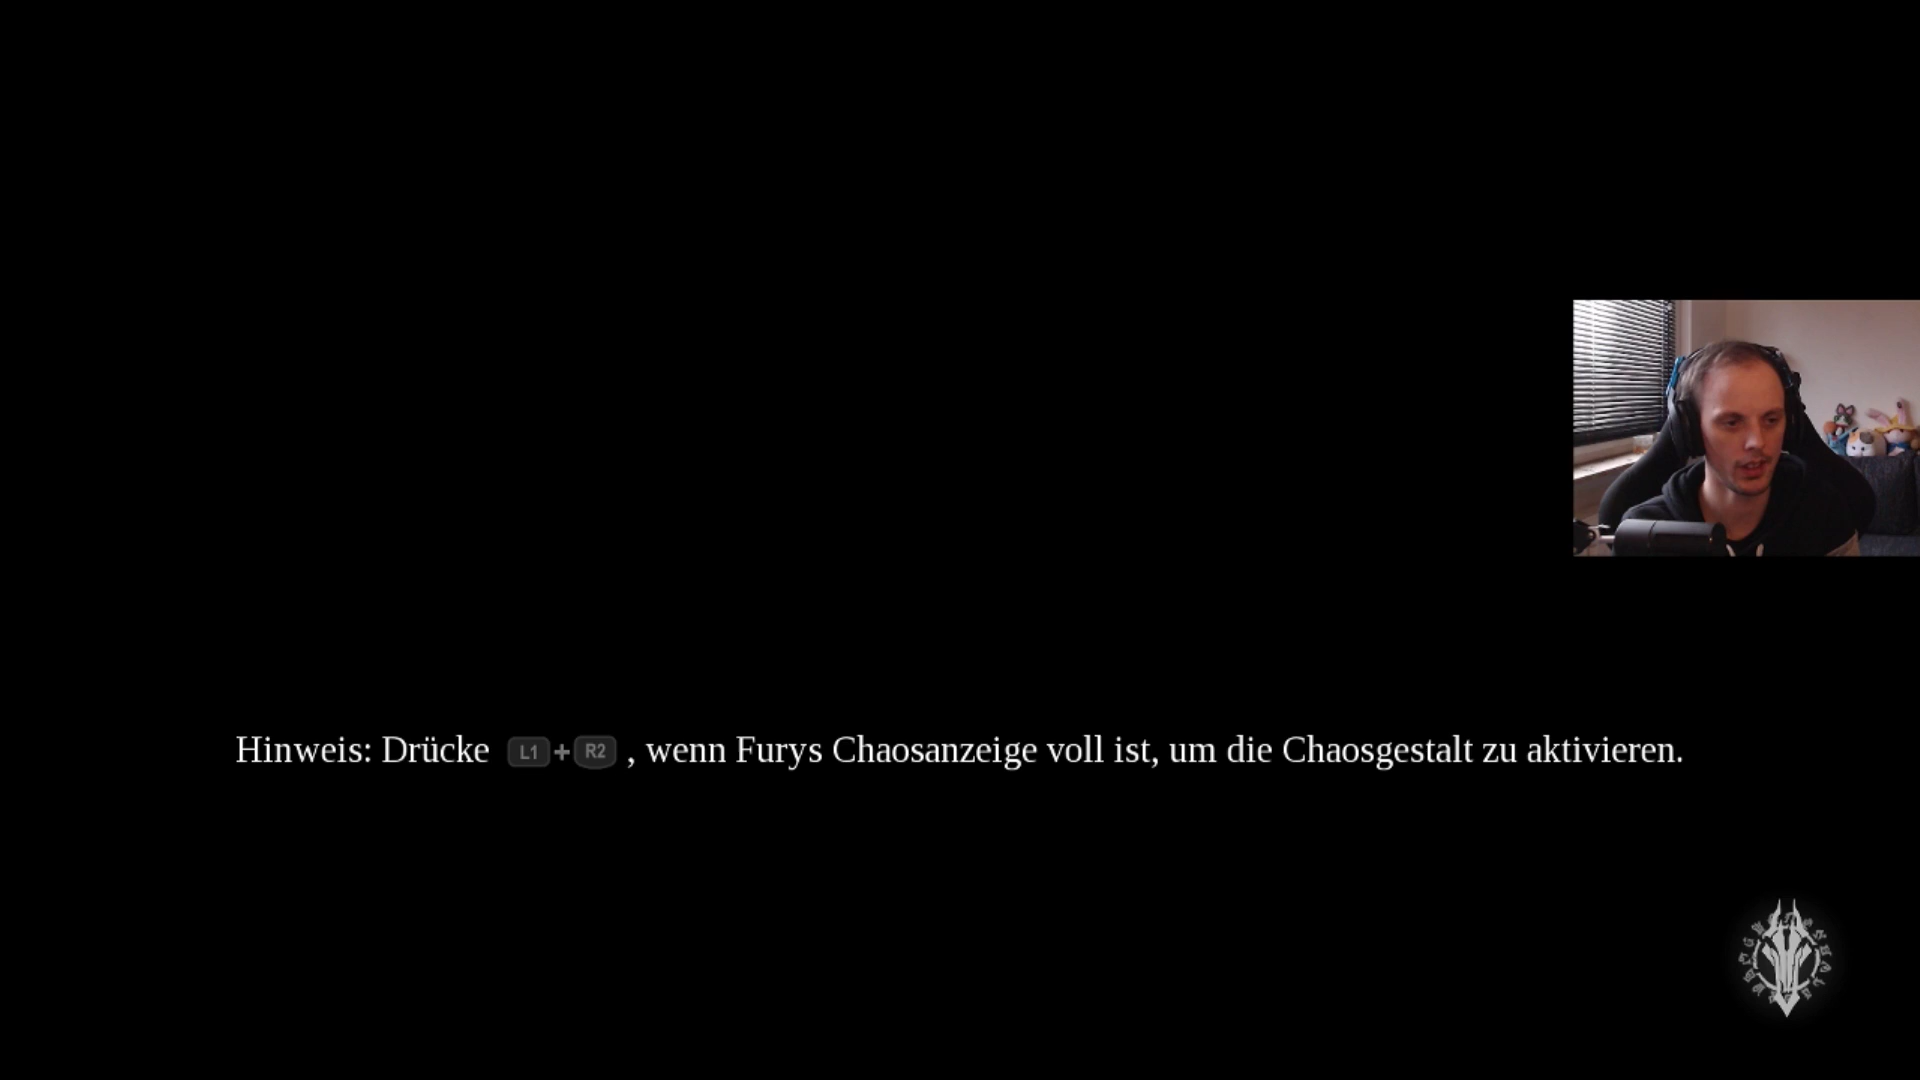 Hinweis: Drücke L1+R2, wenn Furys Chaosanzeige voll ist, um die Chaosgestalt zu aktivieren.